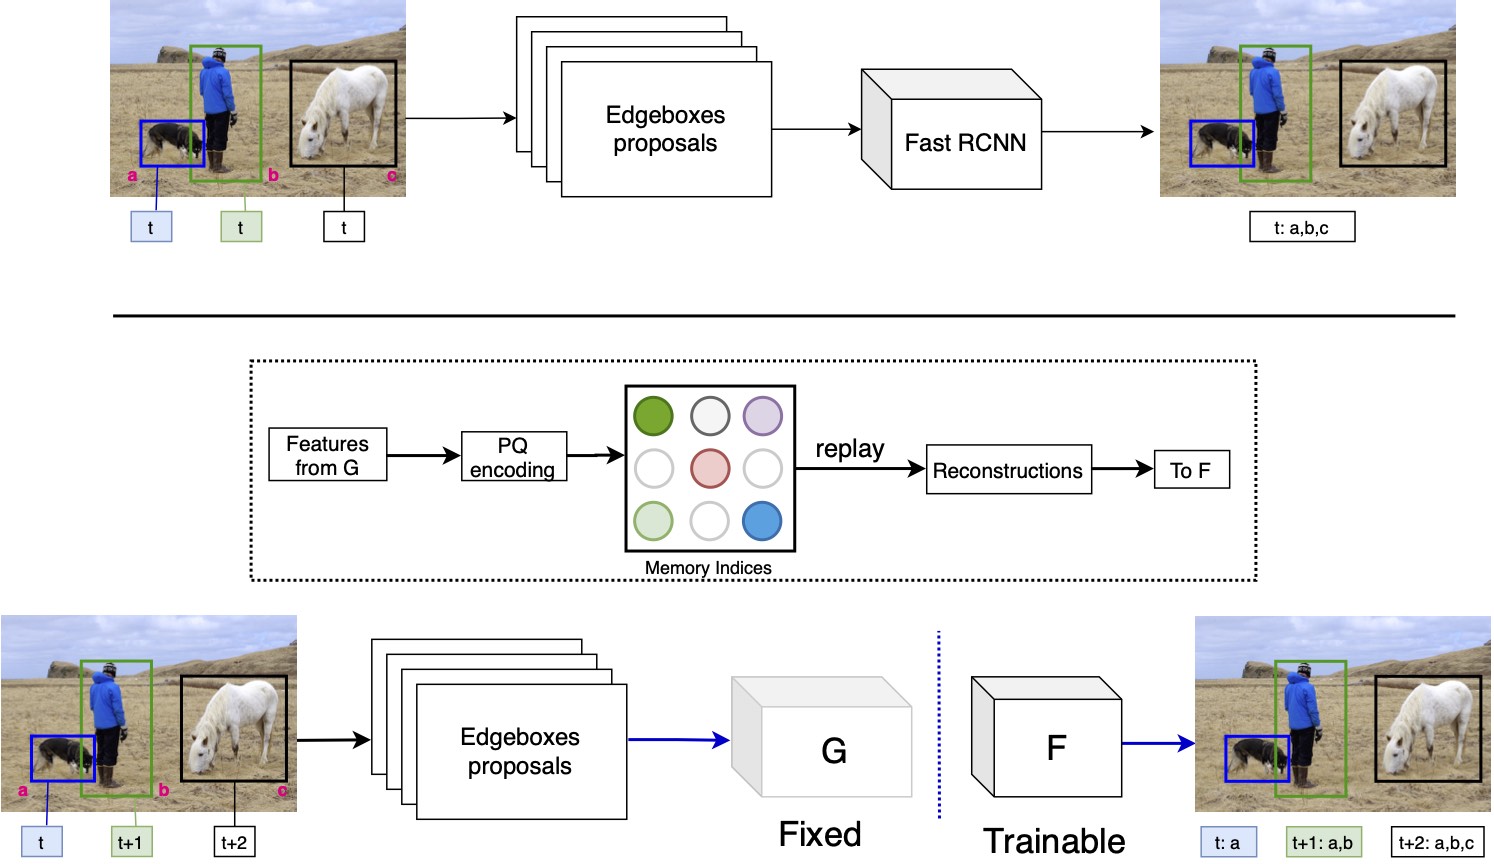 Edgeboxes
proposals
Fast RCNN
a
b
c
t
t
t
t: a,b,c
Features
from G
PQ
encoding
replay
Reconstructions
To F
Memory Indices
a
b
c
t
t+1
t+2
Edgeboxes
proposals
G
Fixed
F
Trainable
t: a
t+1: a,b
t+2: a,b,c